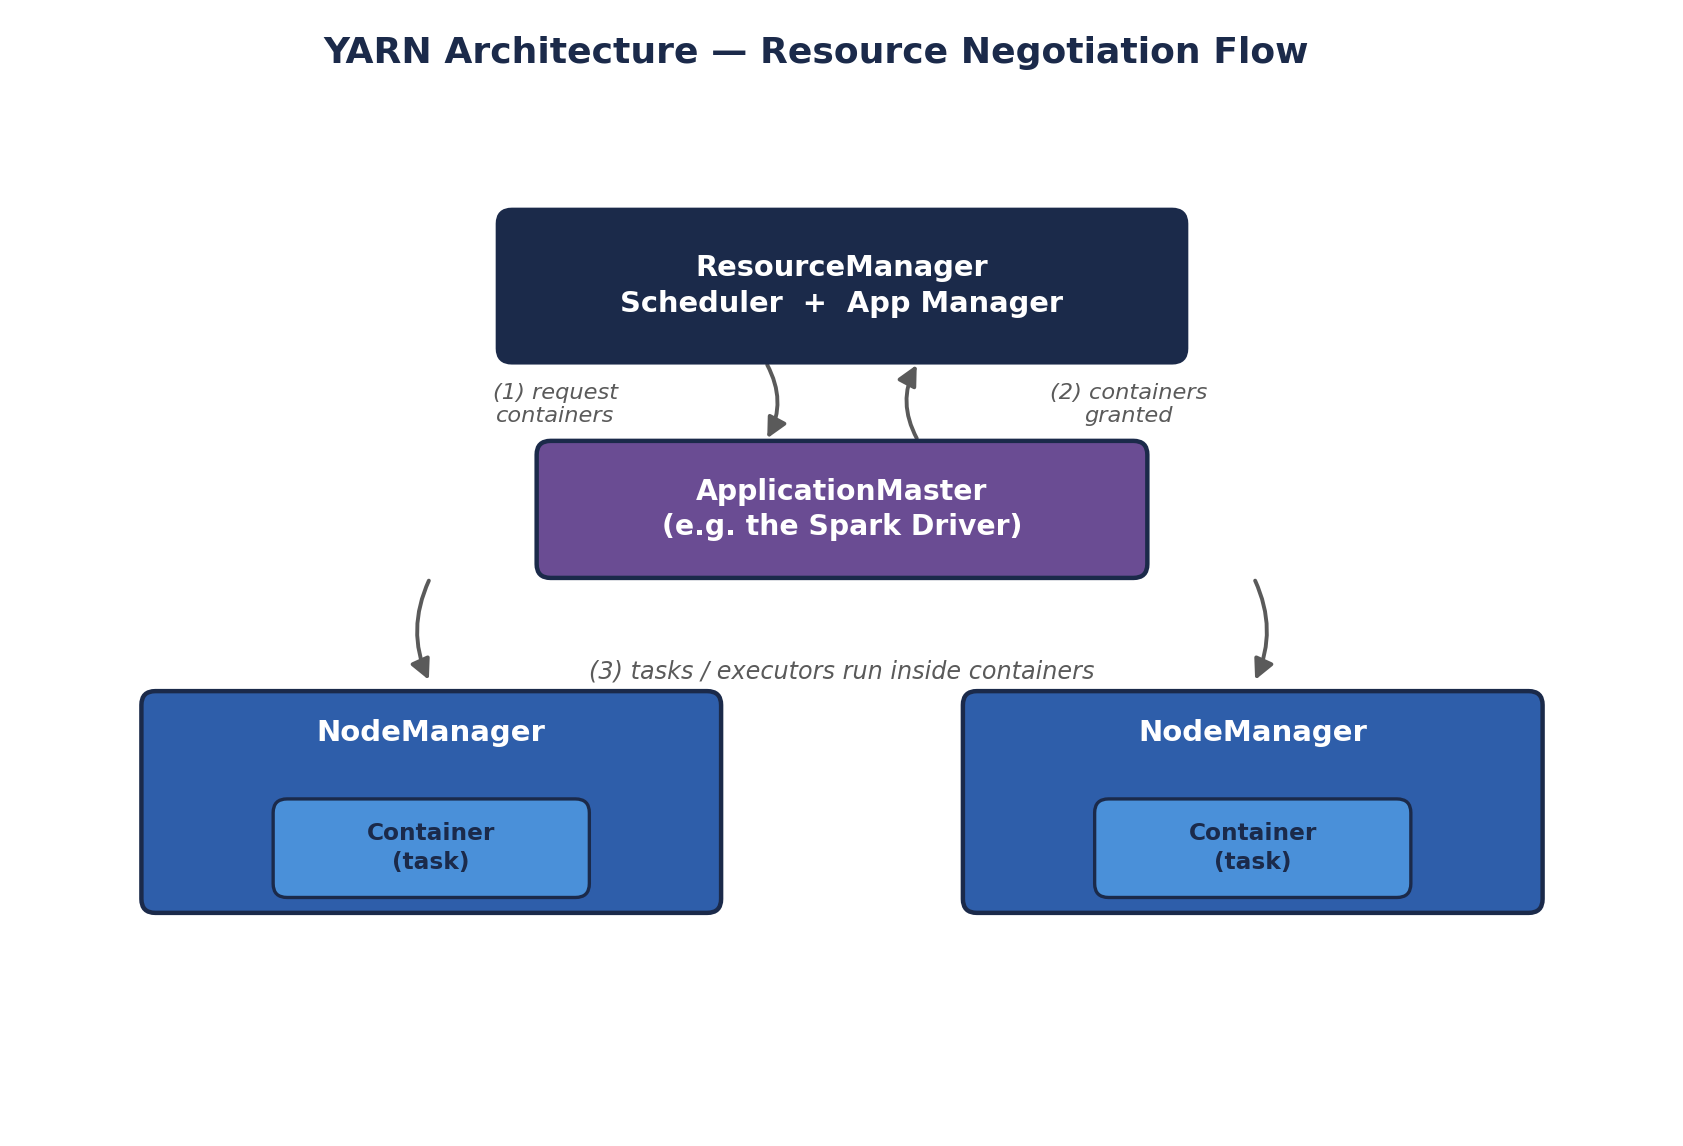 YARN Architecture — Resource Negotiation Flow
ResourceManager
Scheduler + App Manager
(1) request
containers
(2) containers
granted
ApplicationMaster
(e.g. the Spark Driver)
(3) tasks / executors run inside containers
NodeManager
Container
(task)
NodeManager
Container
(task)